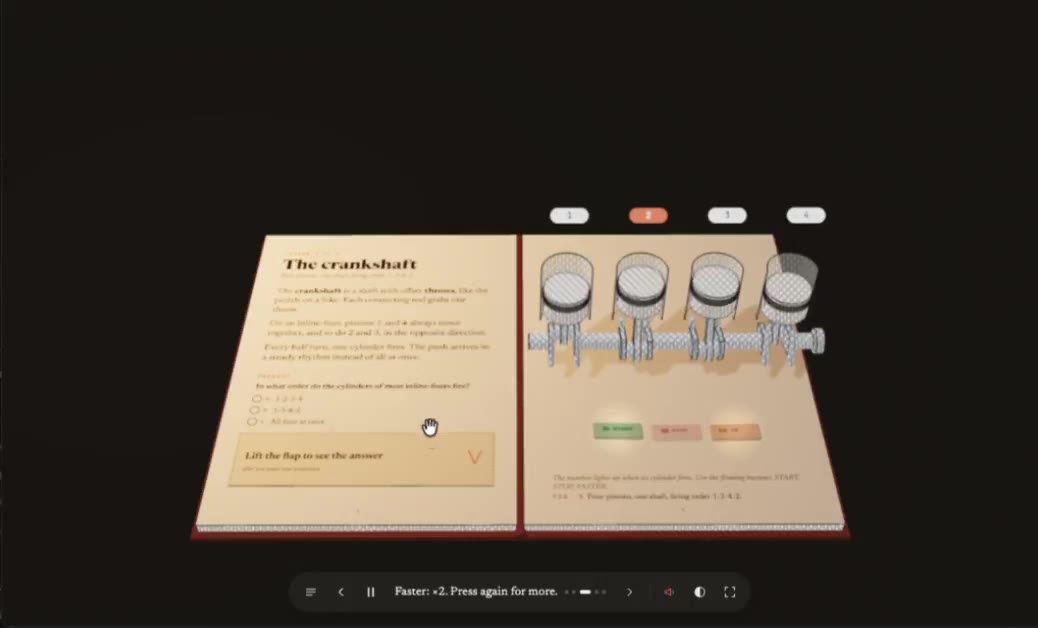 1
2
3
4
The crankshaft
The crankshaft is a shaft with offset throws, like the
pedals on a bike. Each connecting rod grabs one
throw.
On an inline-four, pistons 1 and 4 always move
together, and so do 2 and 3, in the opposite direction.
Every half turn, one cylinder fires. The push arrives in
a steady rhythm instead of all at once.
In what order do the cylinders of most inline-fours fire?
1-2-3-4
1-3-4-2
All four at once
Lift the flap to see the answer
START
The number lights up when its cylinder fires. Use the floating buttons: START,
STOP, FASTER.
Four pistons, one shaft, firing order 1-3-4-2.
Faster: ×2. Press again for more.